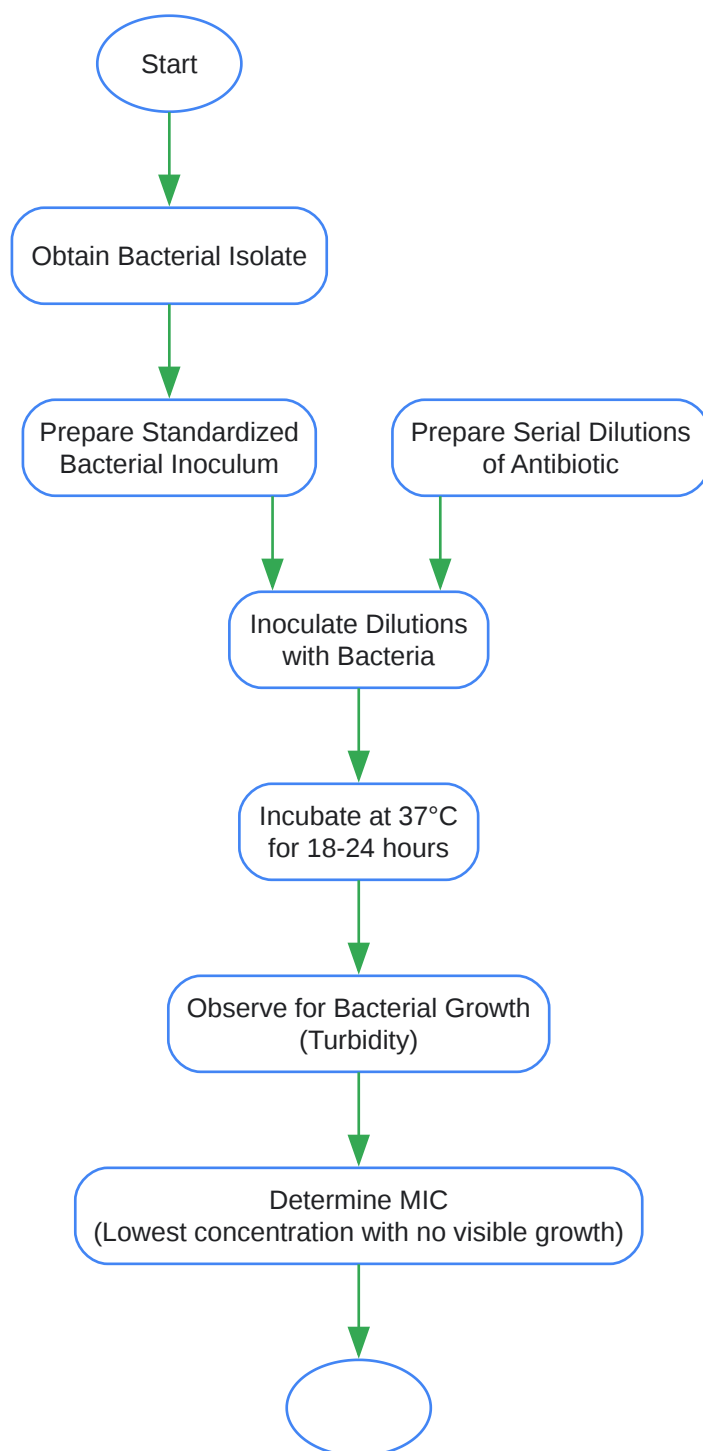 Start
Obtain Bacterial Isolate
Prepare Standardized
Bacterial Inoculum
Prepare Serial Dilutions
of Antibiotic
Inoculate Dilutions
with Bacteria
Incubate at 37°C
for 18-24 hours
Observe for Bacterial Growth
(Turbidity)
Determine MIC
(Lowest concentration with no visible growth)